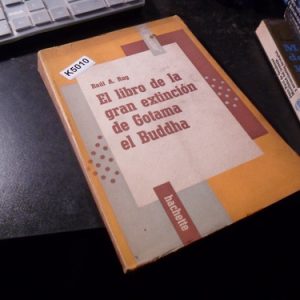 K5010
Raúl A. Ruy
El libro de la
gran extinción
de Gotama
el Buddha
hachette